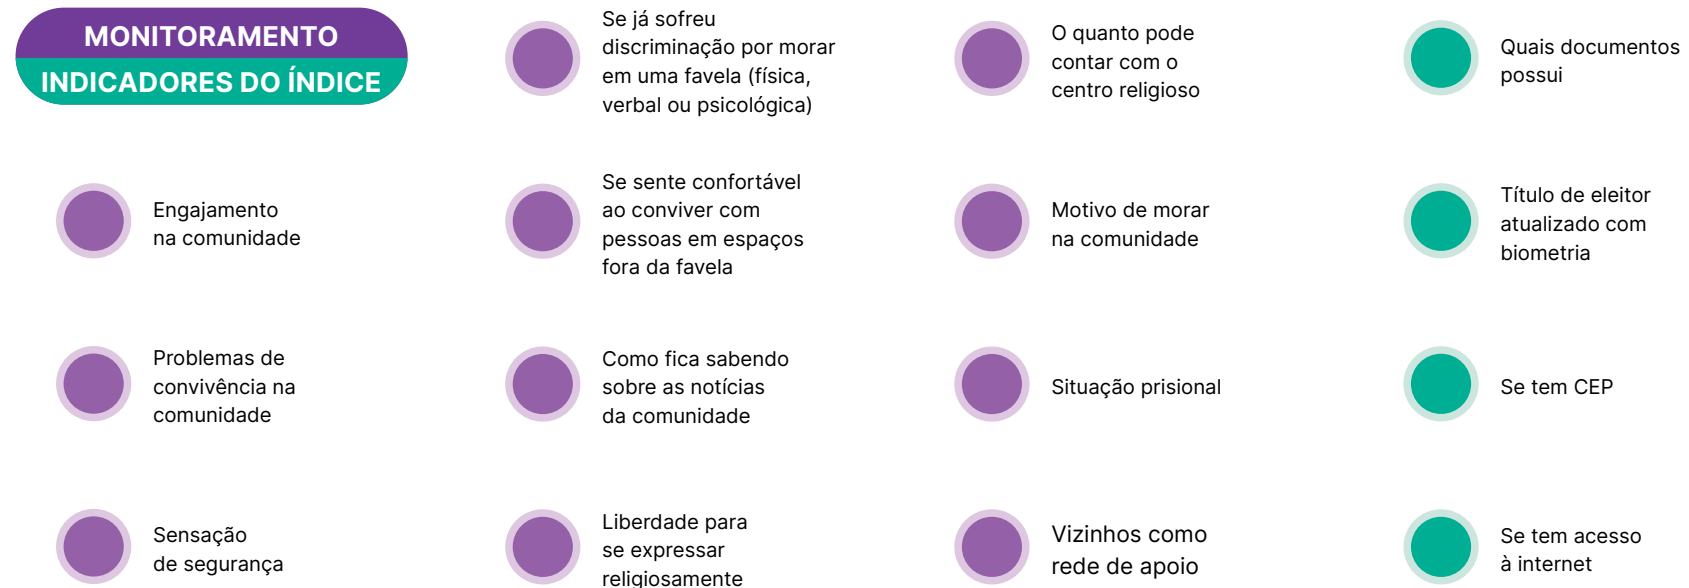 MONITORAMENTO
INDICADORES DO ÍNDICE
Engajamento
na comunidade
Problemas de
convivência na
comunidade
Sensação
de segurança
Se já sofreu
discriminação por morar
em uma favela (física,
verbal ou psicológica)
Se sente confortável
ao conviver com
pessoas em espaços
fora da favela
Como fica sabendo
sobre as notícias
da comunidade
Liberdade para
se expressar
religiosamente
O quanto pode
contar com o
centro religioso
Motivo de morar
na comunidade
Situação prisional
Vizinhos como
rede de apoio
Quais documentos
possui
Título de eleitor
atualizado com
biometria
Se tem CEP
Se tem acesso
à internet